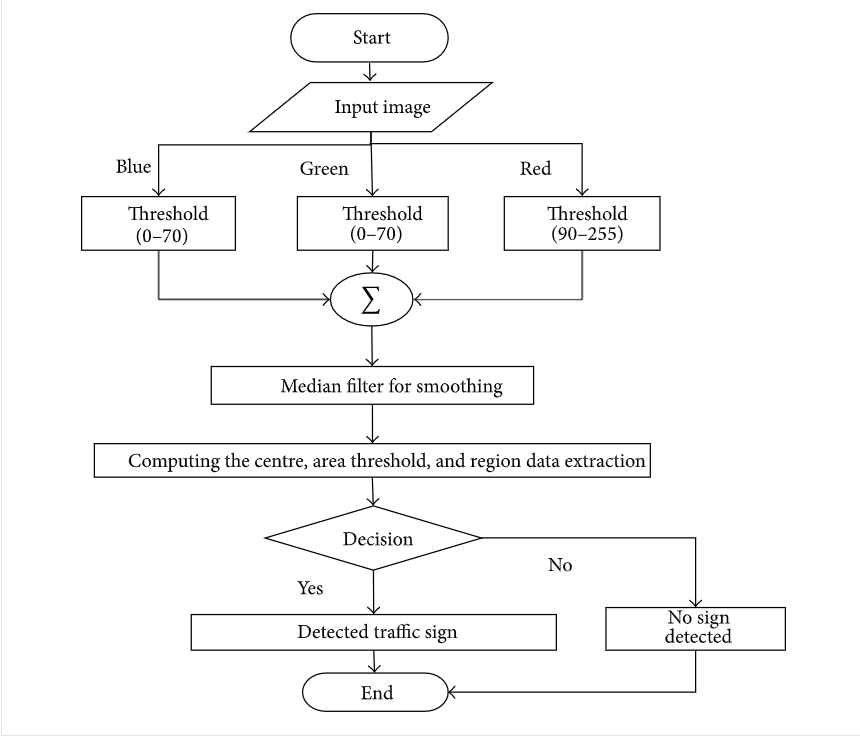 Start
Input image
Blue
Green
Red
Threshold
(0–70)
Threshold
(0–70)
Threshold
(90–255)
∑
Median filter for smoothing
Computing the centre, area threshold, and region data extraction
Decision
No
Yes
Detected traffic sign
No sign
detected
End